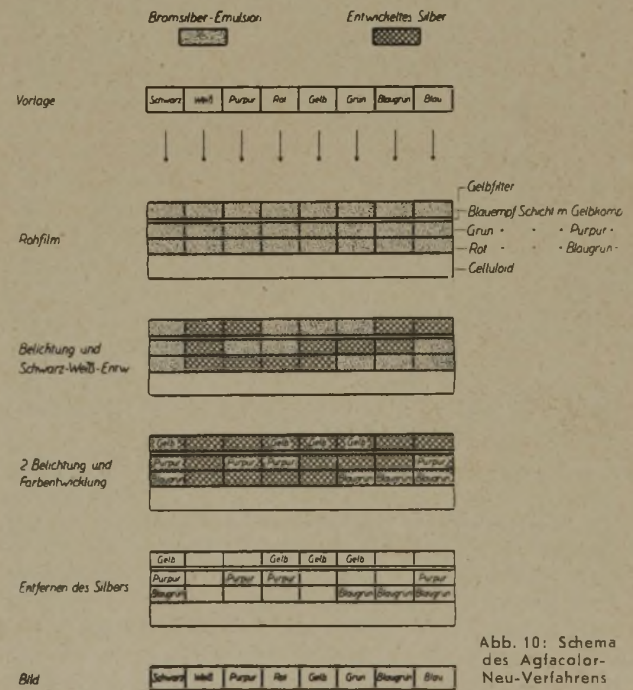 Bromsilber-Emulsion Entwickeltes Silber
Vorlage
Schwarz Weiß Purpur Rot Gelb Grün Blaugrün Blau
Gelbfilter
Blauempf Schicht m Gelbkomp
Grün - - - Purpur -
Rot - - - Blaugrün -
Celluloid
Rohfilm
Belichtung und
Schwarz-Weiß-Entw
2 Belichtung und
Farbentwicklung
Gelb Gelb Gelb Gelb
Purpur Purpur Purpur Purpur
Blaugrün Blaugrün Blaugrün Blaugrün
Entfernen des Silbers
Gelb Gelb Gelb Gelb
Purpur Purpur Purpur Purpur
Blaugrün Blaugrün Blaugrün Blaugrün
Bild
Schwarz Weiß Purpur Rot Gelb Grün Blaugrün Blau
Abb. 10: Schema
des Agfacolor-
Neu-Verfahrens